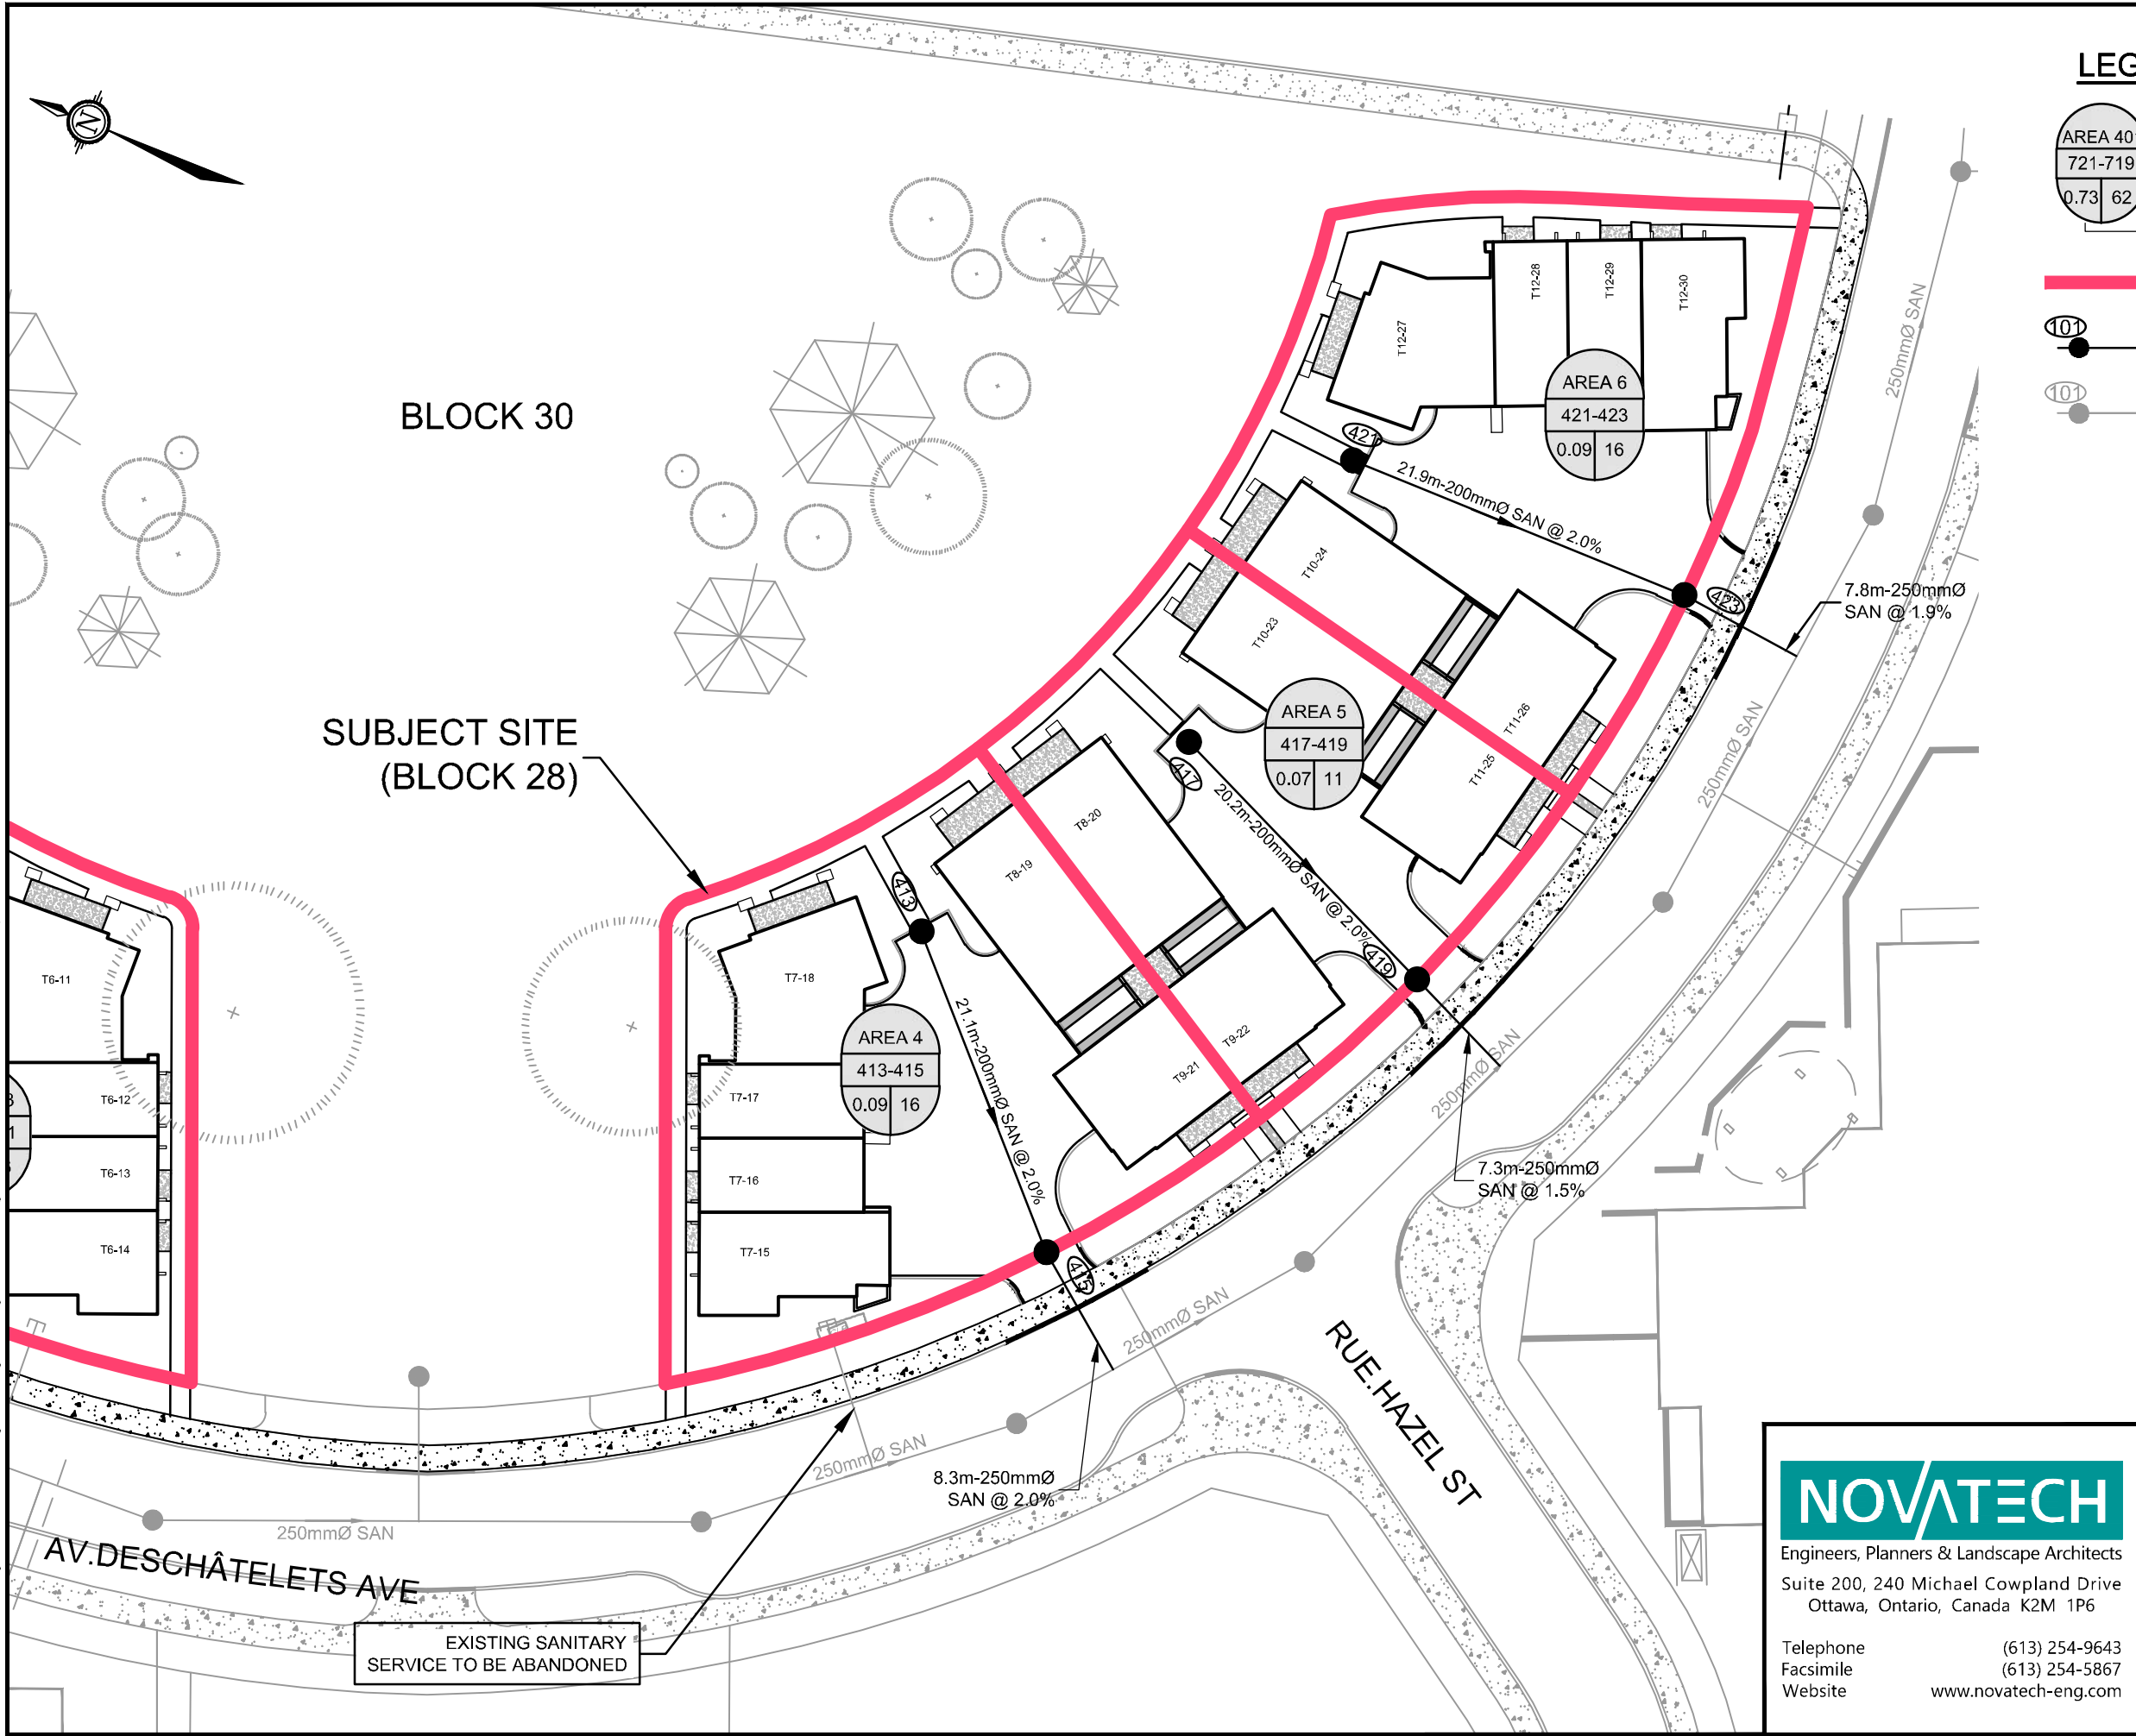 LEG
AREA 40
721-719
0.73 62
101
101
N
BLOCK 30
SUBJECT SITE
(BLOCK 28)
T12-27
T12-28
T12-29
T12-30
AREA 6
421-423
0.09 16
421
21.9m-200mmØ SAN @ 2.0%
423
7.8m-250mmØ
SAN @ 1.9%
250mmØ SAN
T10-24
T10-23
T11-26
T11-25
AREA 5
417-419
0.07 11
417
20.2m-200mmØ SAN @ 2.0%
419
250mmØ SAN
T8-20
T8-19
T9-22
T9-21
413
21.1m-200mmØ SAN @ 2.0%
415
AREA 4
413-415
0.09 16
T7-18
T7-17
T7-16
T7-15
T6-11
T6-12
T6-13
T6-14
250mmØ SAN
7.3m-250mmØ
SAN @ 1.5%
250mmØ SAN
RUE.HAZEL ST
250mmØ SAN
8.3m-250mmØ
SAN @ 2.0%
250mmØ SAN
AV.DESCHÂTELETS AVE
EXISTING SANITARY
SERVICE TO BE ABANDONED
NOVATECH
Engineers, Planners & Landscape Architects
Suite 200, 240 Michael Cowpland Drive
Ottawa, Ontario, Canada K2M 1P6
Telephone (613) 254-9643
Facsimile (613) 254-5867
Website www.novatech-eng.com